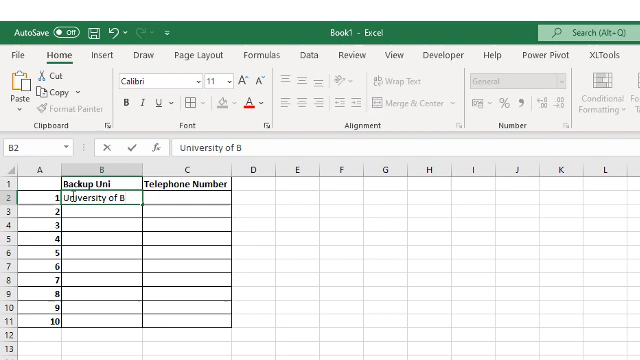 AutoSave Off Book1 - Excel Search (Alt+Q)
File Home Insert Draw Page Layout Formulas Data Review View Developer Help Power Pivot XLTools
Cut Calibri 11 Wrap Text General
Paste Copy Merge & Center Conditional
Format Painter Formatting
Clipboard Font Alignment Number
B2 University of B
A B C D E F G H I J K L
1 Backup Uni Telephone Number
2 1 University of B
3 2
4 3
5 4
6 5
7 6
8 7
9 8
10 9
11 10
12
13